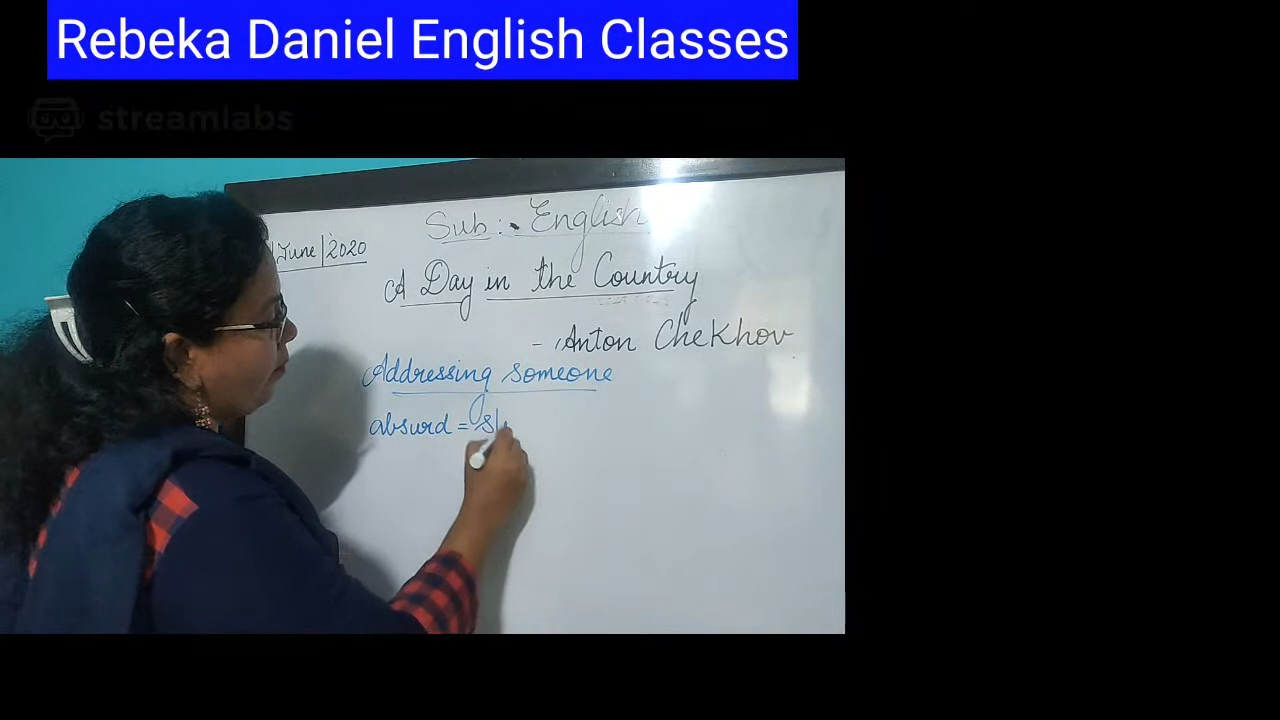 Rebeka Daniel English Classes
streamlabs
Sub :- English
June | 2020
A Day in the Country
- Anton Chekhov
Addressing someone
absurd =